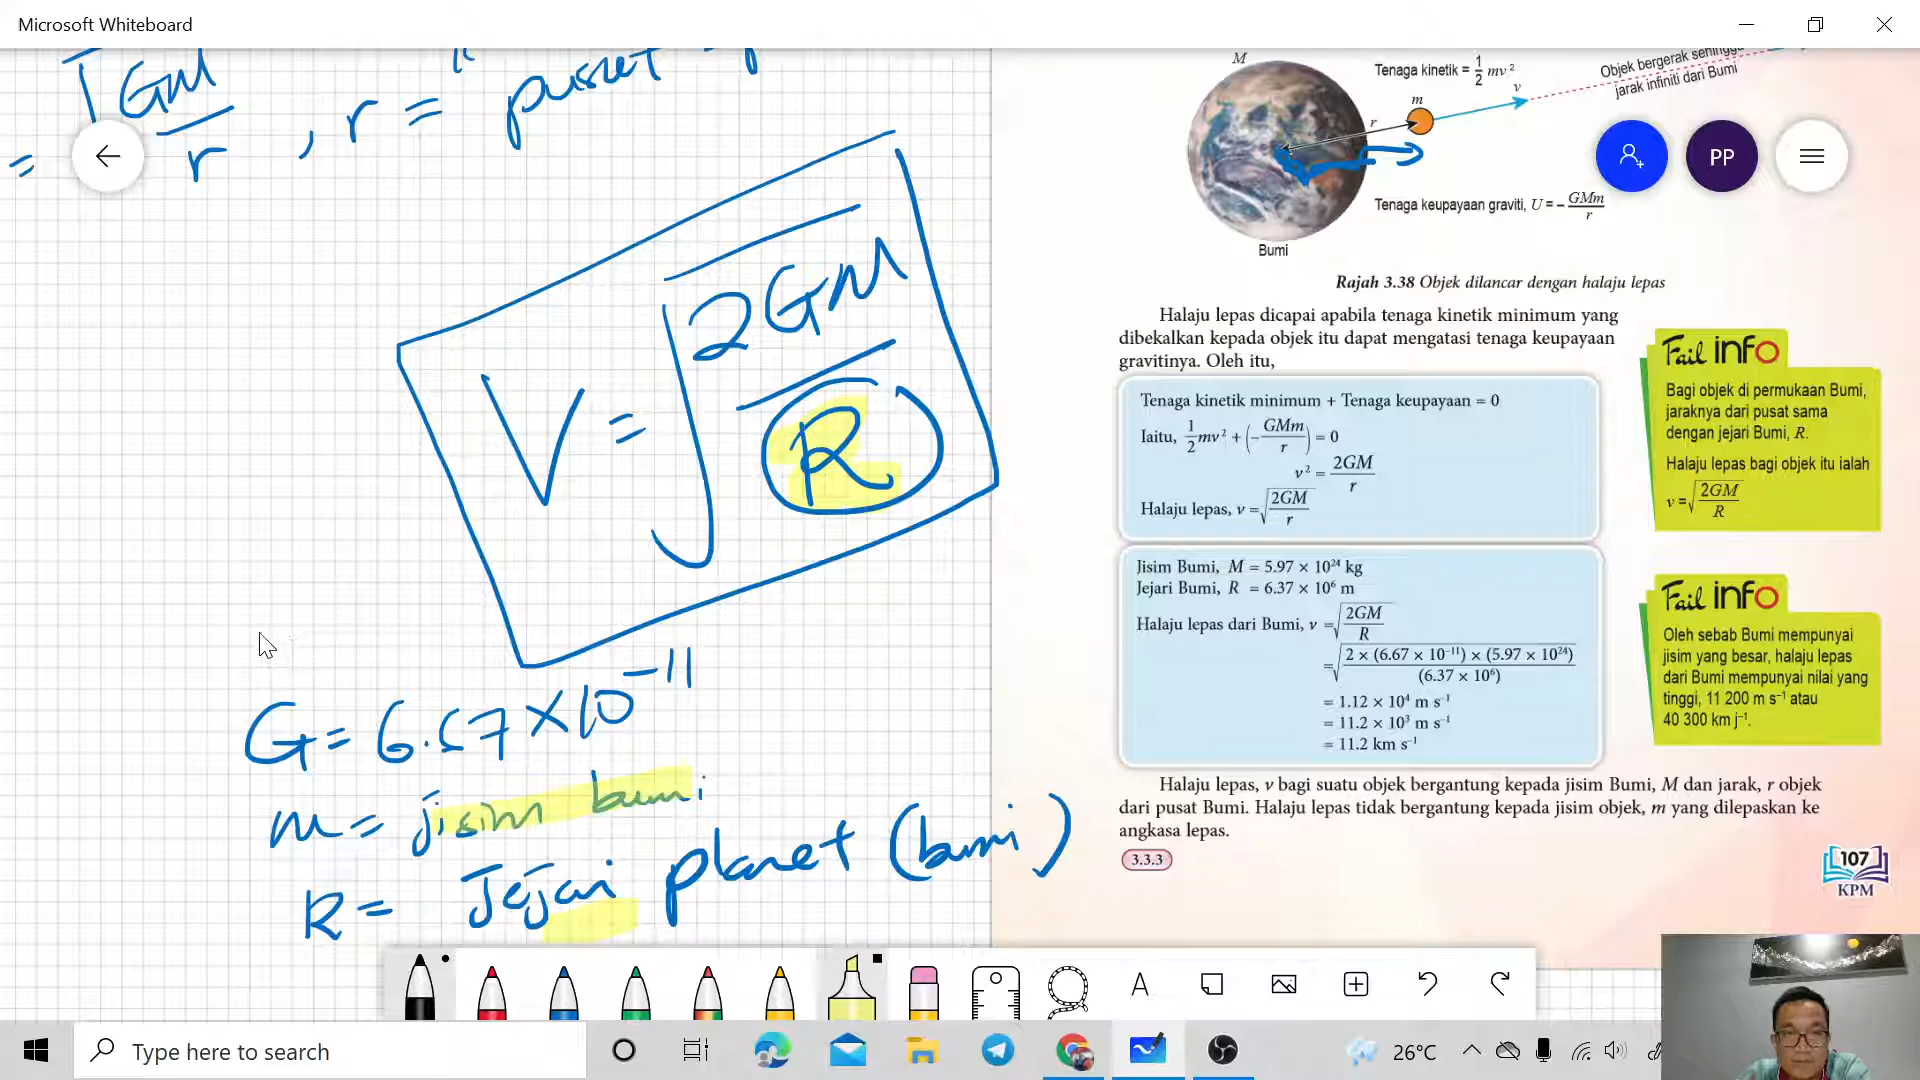 Microsoft Whiteboard
GM
= r , r = pusat
V = √2GM
R
G = 6.67 × 10⁻¹¹
m = jisim bumi
R = Jejari planet (bumi)
M
Tenaga kinetik = 1/2 mv²
Objek bergerak sehingga
jarak infiniti dari Bumi
v
m
r
PP
Tenaga keupayaan graviti, U = – GMm/r
Bumi
Rajah 3.38 Objek dilancar dengan halaju lepas
Halaju lepas dicapai apabila tenaga kinetik minimum yang
dibekalkan kepada objek itu dapat mengatasi tenaga keupayaan
gravitinya. Oleh itu,
Tenaga kinetik minimum + Tenaga keupayaan = 0
Iaitu, 1/2 mv² + (– GMm/r) = 0
v² = 2GM/r
Halaju lepas, v = √2GM/r
Jisim Bumi, M = 5.97 × 10²⁴ kg
Jejari Bumi, R = 6.37 × 10⁶ m
Halaju lepas dari Bumi, v = √2GM/R
= √2 × (6.67 × 10⁻¹¹) × (5.97 × 10²⁴)/(6.37 × 10⁶)
= 1.12 × 10⁴ m s⁻¹
= 11.2 × 10³ m s⁻¹
= 11.2 km s⁻¹
Fail info
Bagi objek di permukaan Bumi,
jaraknya dari pusat sama
dengan jejari Bumi, R.
Halaju lepas bagi objek itu ialah
v = √2GM/R
Fail info
Oleh sebab Bumi mempunyai
jisim yang besar, halaju lepas
dari Bumi mempunyai nilai yang
tinggi, 11 200 m s⁻¹ atau
40 300 km j⁻¹.
Halaju lepas, v bagi suatu objek bergantung kepada jisim Bumi, M dan jarak, r objek
dari pusat Bumi. Halaju lepas tidak bergantung kepada jisim objek, m yang dilepaskan ke
angkasa lepas.
3.3.3
107
KPM
A
Type here to search
26°C